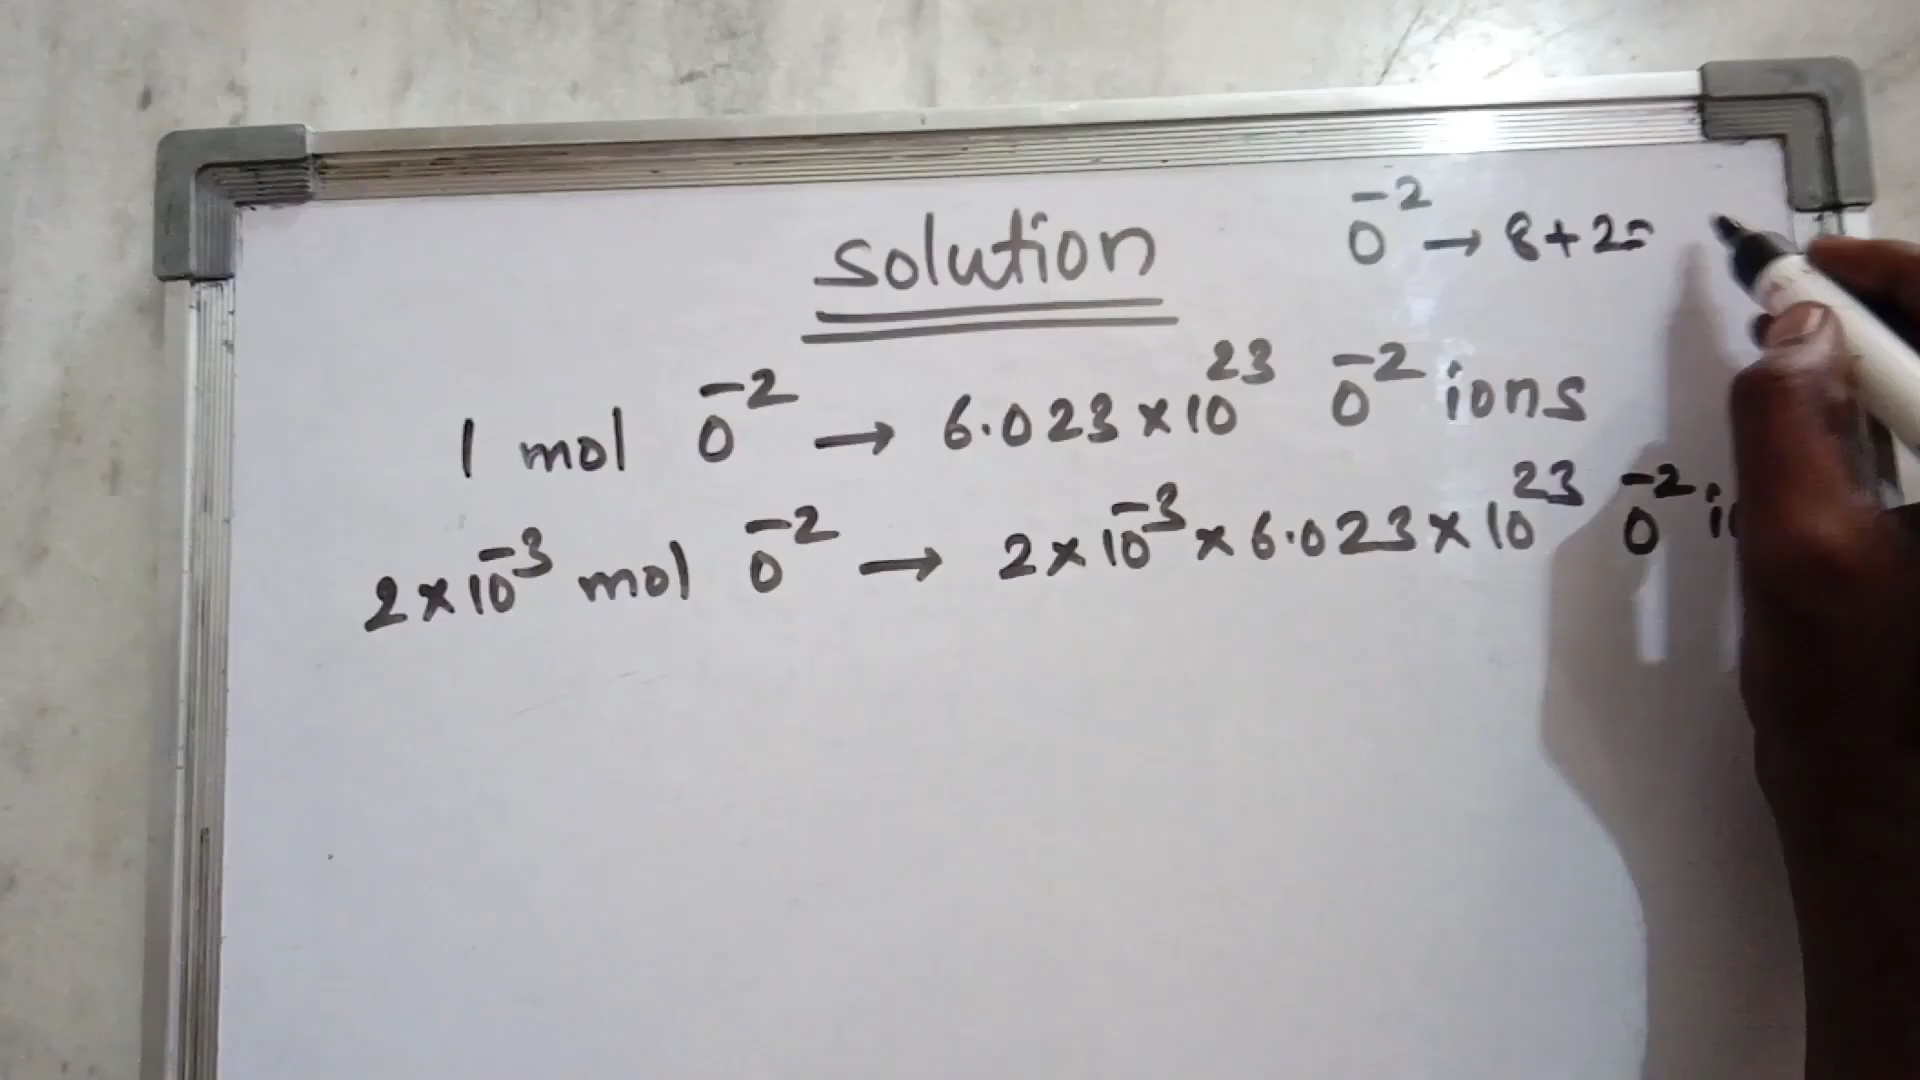 solution
O⁻² → 8+2=
1 mol O⁻² → 6.023×10²³ O⁻² ions
2×10⁻³ mol O⁻² → 2×10⁻³×6.023×10²³ O⁻²